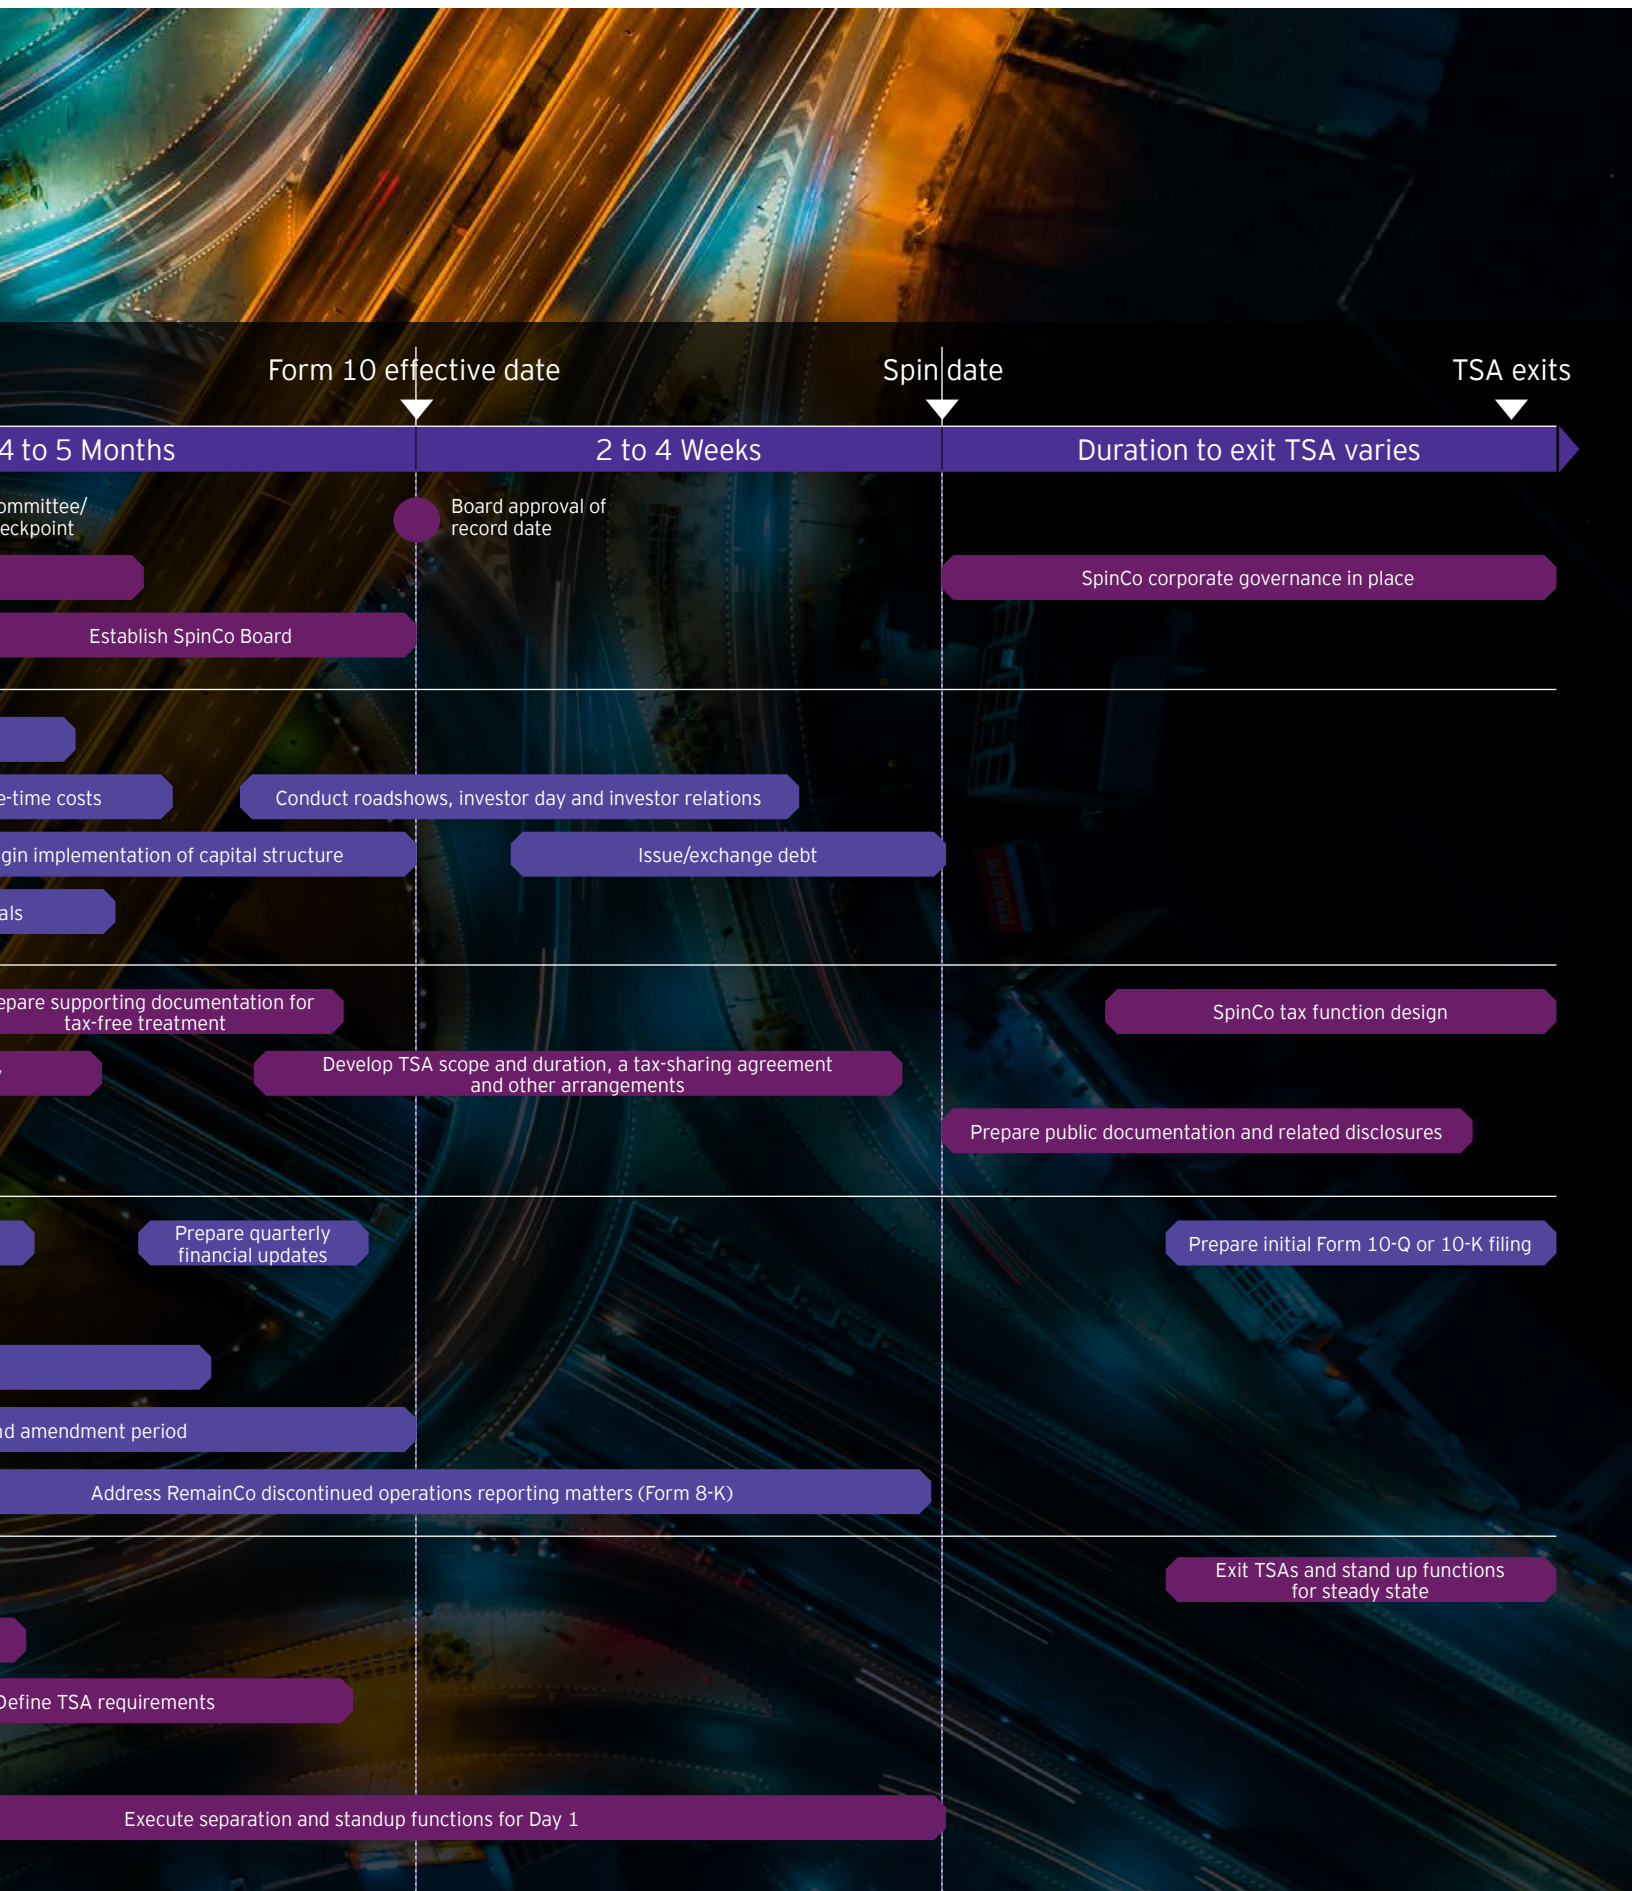 Form 10 effective date
Spin date
TSA exits
4 to 5 Months
2 to 4 Weeks
Duration to exit TSA varies
ommittee/
eckpoint
Board approval of
record date
SpinCo corporate governance in place
Establish SpinCo Board
e-time costs
Conduct roadshows, investor day and investor relations
gin implementation of capital structure
Issue/exchange debt
als
epare supporting documentation for
tax-free treatment
SpinCo tax function design
Develop TSA scope and duration, a tax-sharing agreement
and other arrangements
Prepare public documentation and related disclosures
Prepare quarterly
financial updates
Prepare initial Form 10-Q or 10-K filing
nd amendment period
Address RemainCo discontinued operations reporting matters (Form 8-K)
Exit TSAs and stand up functions
for steady state
Define TSA requirements
Execute separation and standup functions for Day 1